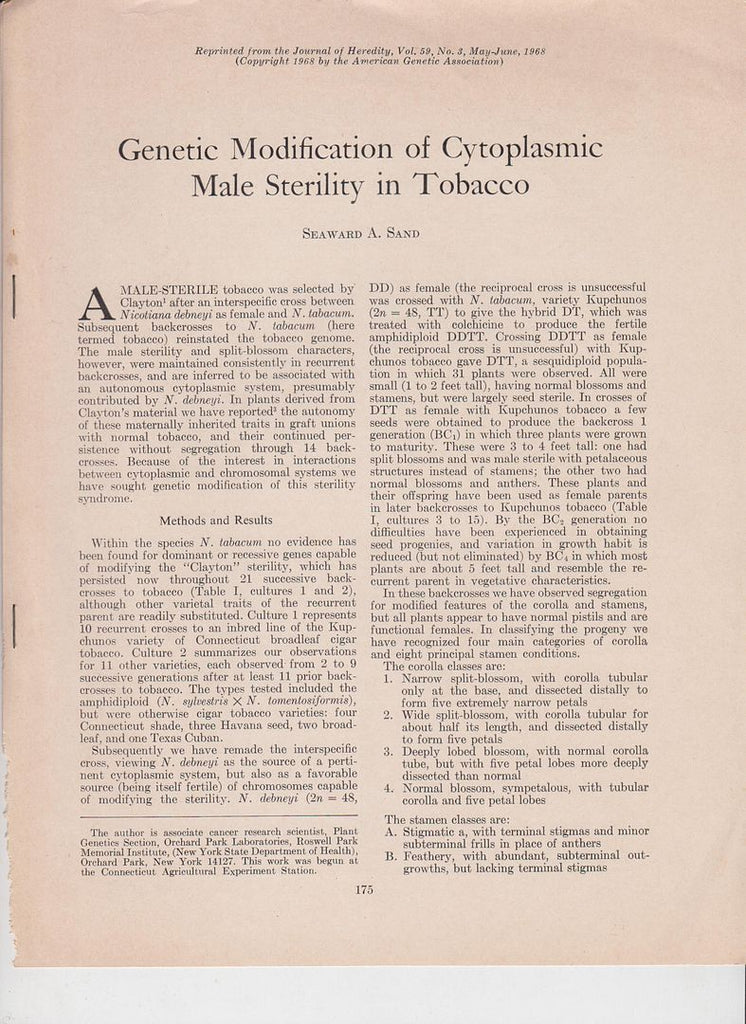 Reprinted from the Journal of Heredity, Vol. 59, No. 3, May-June, 1968
(Copyright 1968 by the American Genetic Association)
Genetic Modification of Cytoplasmic
Male Sterility in Tobacco
SEAWARD A. SAND
A MALE-STERILE tobacco was selected by
Clayton¹ after an interspecific cross between
Nicotiana debneyi as female and N. tabacum.
Subsequent backcrosses to N. tabacum (here
termed tobacco) reinstated the tobacco genome.
The male sterility and split-blossom characters,
however, were maintained consistently in recurrent
backcrosses, and are inferred to be associated with
an autonomous cytoplasmic system, presumably
contributed by N. debneyi. In plants derived from
Clayton's material we have reported³ the autonomy
of these maternally inherited traits in graft unions
with normal tobacco, and their continued per-
sistence without segregation through 14 back-
crosses. Because of the interest in interactions
between cytoplasmic and chromosomal systems we
have sought genetic modification of this sterility
syndrome.
Methods and Results
Within the species N. tabacum no evidence has
been found for dominant or recessive genes capable
of modifying the "Clayton" sterility, which has
persisted now throughout 21 successive back-
crosses to tobacco (Table I, cultures 1 and 2),
although other varietal traits of the recurrent
parent are readily substituted. Culture 1 represents
10 recurrent crosses to an inbred line of the Kup-
chunos variety of Connecticut broadleaf cigar
tobacco. Culture 2 summarizes our observations
for 11 other varieties, each observed from 2 to 9
successive generations after at least 11 prior back-
crosses to tobacco. The types tested included the
amphidiploid (N. sylvestris X N. tomentosiformis),
but were otherwise cigar tobacco varieties: four
Connecticut shade, three Havana seed, two broad-
leaf, and one Texas Cuban.
Subsequently we have remade the interspecific
cross, viewing N. debneyi as the source of a perti-
nent cytoplasmic system, but also as a favorable
source (being itself fertile) of chromosomes capable
of modifying the sterility. N. debneyi (2n = 48,
The author is associate cancer research scientist, Plant
Genetics Section, Orchard Park Laboratories, Roswell Park
Memorial Institute, (New York State Department of Health),
Orchard Park, New York 14127. This work was begun at
the Connecticut Agricultural Experiment Station.
DD) as female (the reciprocal cross is unsuccessful
was crossed with N. tabacum, variety Kupchunos
(2n = 48, TT) to give the hybrid DT, which was
treated with colchicine to produce the fertile
amphidiploid DDTT. Crossing DDTT as female
(the reciprocal cross is unsuccessful) with Kup-
chunos tobacco gave DTT, a sesquidiploid popula-
tion in which 31 plants were observed. All were
small (1 to 2 feet tall), having normal blossoms and
stamens, but were largely seed sterile. In crosses of
DTT as female with Kupchunos tobacco a few
seeds were obtained to produce the backcross 1
generation (BC₁) in which three plants were grown
to maturity. These were 3 to 4 feet tall: one had
split blossoms and was male sterile with petalaceous
structures instead of stamens; the other two had
normal blossoms and anthers. These plants and
their offspring have been used as female parents
in later backcrosses to Kupchunos tobacco (Table
I, cultures 3 to 15). By the BC₂ generation no
difficulties have been experienced in obtaining
seed progenies, and variation in growth habit is
reduced (but not eliminated) by BC₄ in which most
plants are about 5 feet tall and resemble the re-
current parent in vegetative characteristics.
In these backcrosses we have observed segregation
for modified features of the corolla and stamens,
but all plants appear to have normal pistils and are
functional females. In classifying the progeny we
have recognized four main categories of corolla
and eight principal stamen conditions.
The corolla classes are:
1. Narrow split-blossom, with corolla tubular
only at the base, and dissected distally to
form five extremely narrow petals
2. Wide split-blossom, with corolla tubular for
about half its length, and dissected distally
to form five petals
3. Deeply lobed blossom, with normal corolla
tube, but with five petal lobes more deeply
dissected than normal
4. Normal blossom, sympetalous, with tubular
corolla and five petal lobes
The stamen classes are:
A. Stigmatic a, with terminal stigmas and minor
subterminal frills in place of anthers
B. Feathery, with abundant, subterminal out-
growths, but lacking terminal stigmas
175